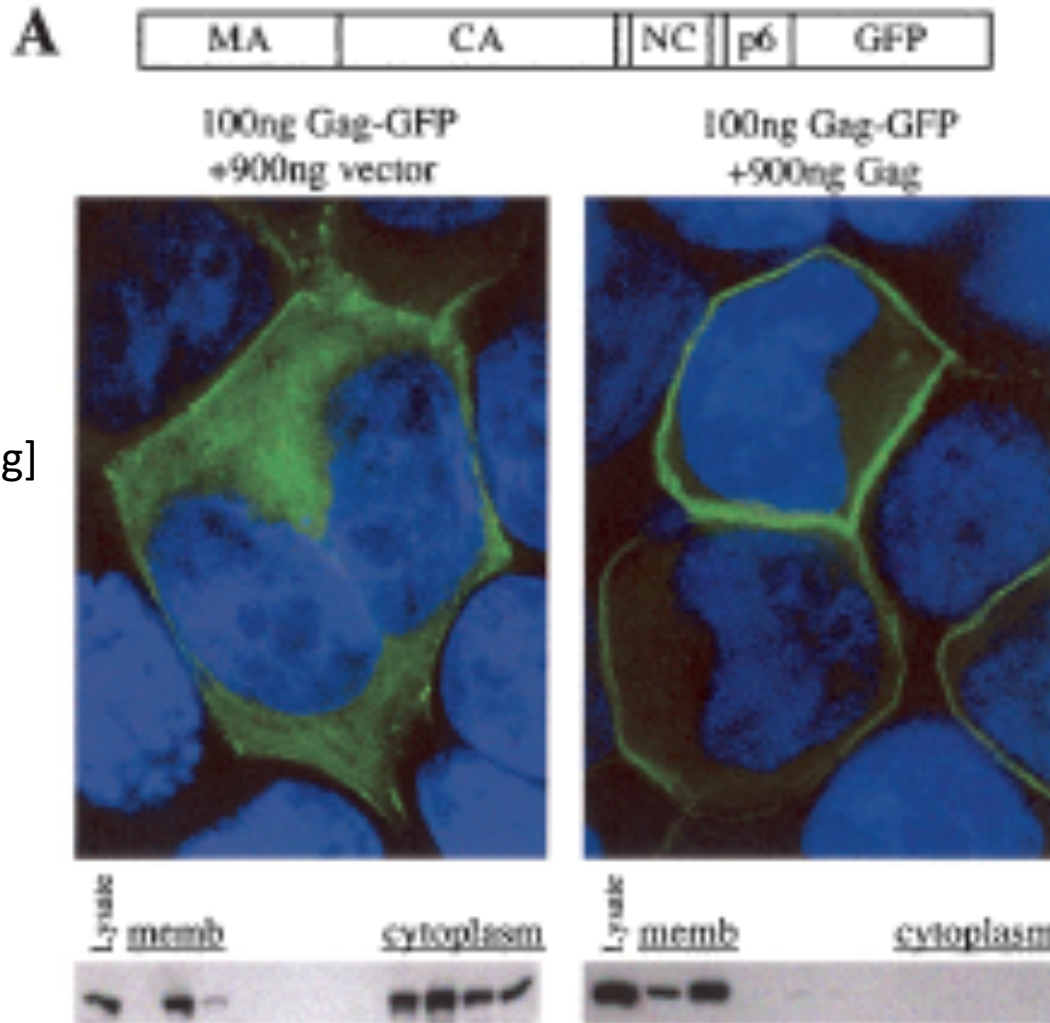 A
MA CA NC p6 GFP
100ng Gag-GFP
+900ng vector
100ng Gag-GFP
+900ng Gag
g]
Lysate memb cytoplasm
Lysate memb cytoplasm